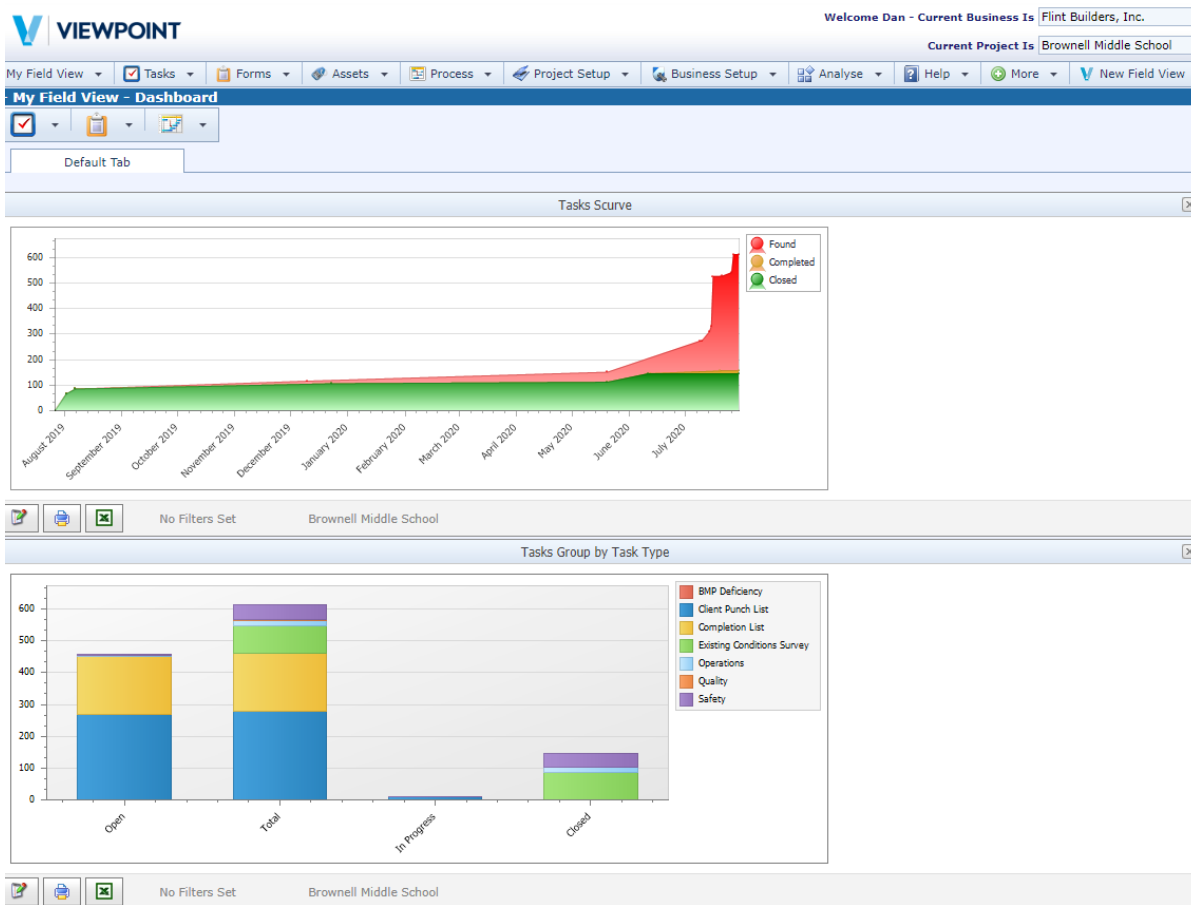 VIEWPOINT
Welcome Dan - Current Business Is Flint Builders, Inc.
Current Project Is Brownell Middle School
My Field View Tasks Forms Assets Process Project Setup Business Setup Analyse Help More New Field View
- My Field View - Dashboard
Default Tab
Tasks Scurve
Found
Completed
Closed
600
500
400
300
200
100
0
August 2019 September 2019 October 2019 November 2019 December 2019 January 2020 February 2020 March 2020 April 2020 May 2020 June 2020 July 2020
No Filters Set Brownell Middle School
Tasks Group by Task Type
BMP Deficiency
Client Punch List
Completion List
Existing Conditions Survey
Operations
Quality
Safety
600
500
400
300
200
100
0
Open Total In Progress Closed
No Filters Set Brownell Middle School